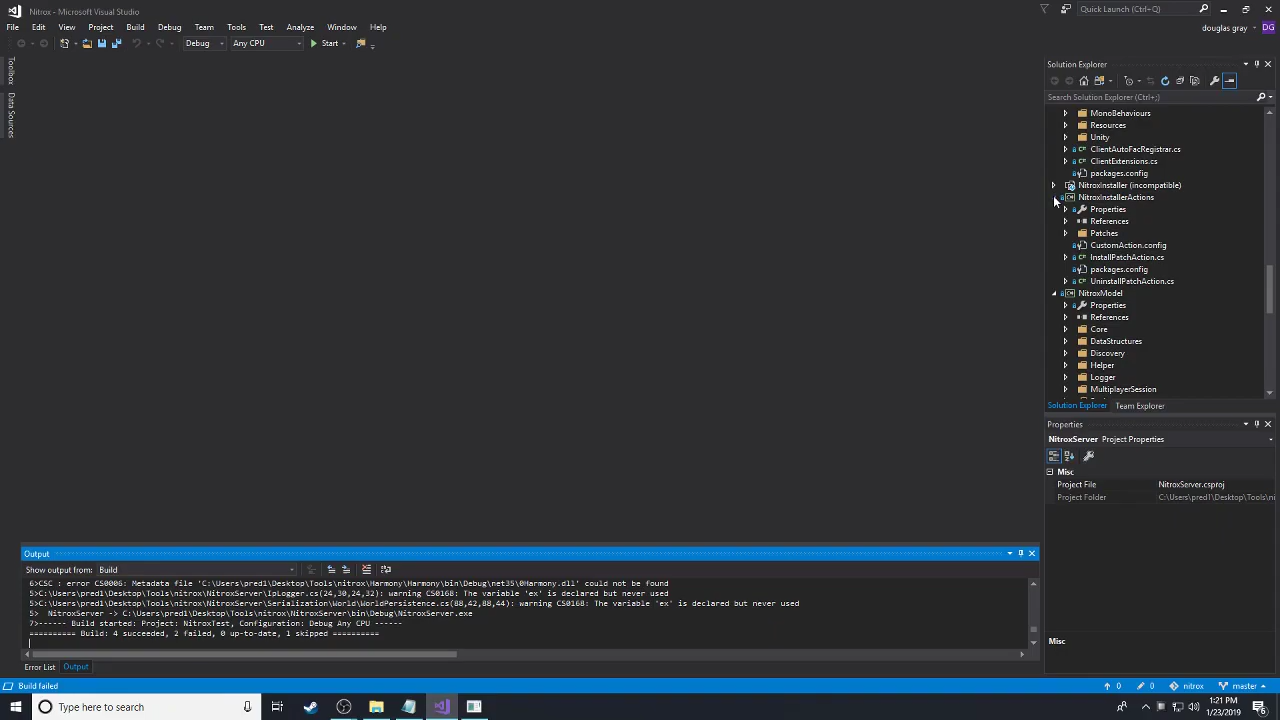 Nitrox - Microsoft Visual Studio
Quick Launch (Ctrl+Q)
File Edit View Project Build Debug Team Tools Test Analyze Window Help
douglas gray DG
Debug Any CPU Start
Toolbox
Data Sources
Solution Explorer
Search Solution Explorer (Ctrl+;)
MonoBehaviours
Resources
Unity
ClientAutoFacRegistrar.cs
ClientExtensions.cs
packages.config
NitroxInstaller (incompatible)
NitroxInstallerActions
Properties
References
Patches
CustomAction.config
InstallPatchAction.cs
packages.config
UninstallPatchAction.cs
NitroxModel
Properties
References
Core
DataStructures
Discovery
Helper
Logger
MultiplayerSession
Solution Explorer Team Explorer
Properties
NitroxServer Project Properties
Misc
Project File NitroxServer.csproj
Project Folder C:\Users\pred1\Desktop\Tools\ni
Misc
Output
Show output from: Build
6>CSC : error CS0006: Metadata file 'C:\Users\pred1\Desktop\Tools\nitrox\Harmony\Harmony\bin\Debug\net35\0Harmony.dll' could not be found
5>C:\Users\pred1\Desktop\Tools\nitrox\NitroxServer\IpLogger.cs(24,30,24,32): warning CS0168: The variable 'ex' is declared but never used
5>C:\Users\pred1\Desktop\Tools\nitrox\NitroxServer\Serialization\World\WorldPersistence.cs(88,42,88,44): warning CS0168: The variable 'ex' is declared but never used
5>  NitroxServer -> C:\Users\pred1\Desktop\Tools\nitrox\NitroxServer\bin\Debug\NitroxServer.exe
7>------ Build started: Project: NitroxTest, Configuration: Debug Any CPU ------
========== Build: 4 succeeded, 2 failed, 0 up-to-date, 1 skipped ==========
Error List Output
Build failed
0 0 nitrox master
Type here to search
1:21 PM
1/23/2019
6